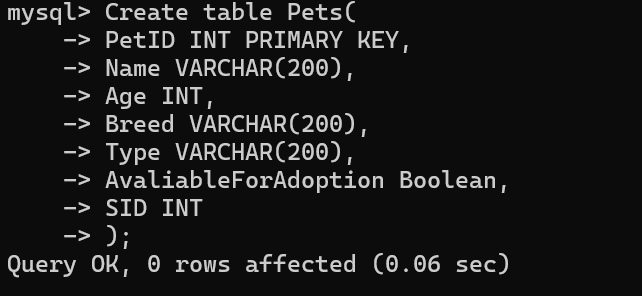 mysql> Create table Pets(
    -> PetID INT PRIMARY KEY,
    -> Name VARCHAR(200),
    -> Age INT,
    -> Breed VARCHAR(200),
    -> Type VARCHAR(200),
    -> AvaliableForAdoption Boolean,
    -> SID INT
    -> );
Query OK, 0 rows affected (0.06 sec)